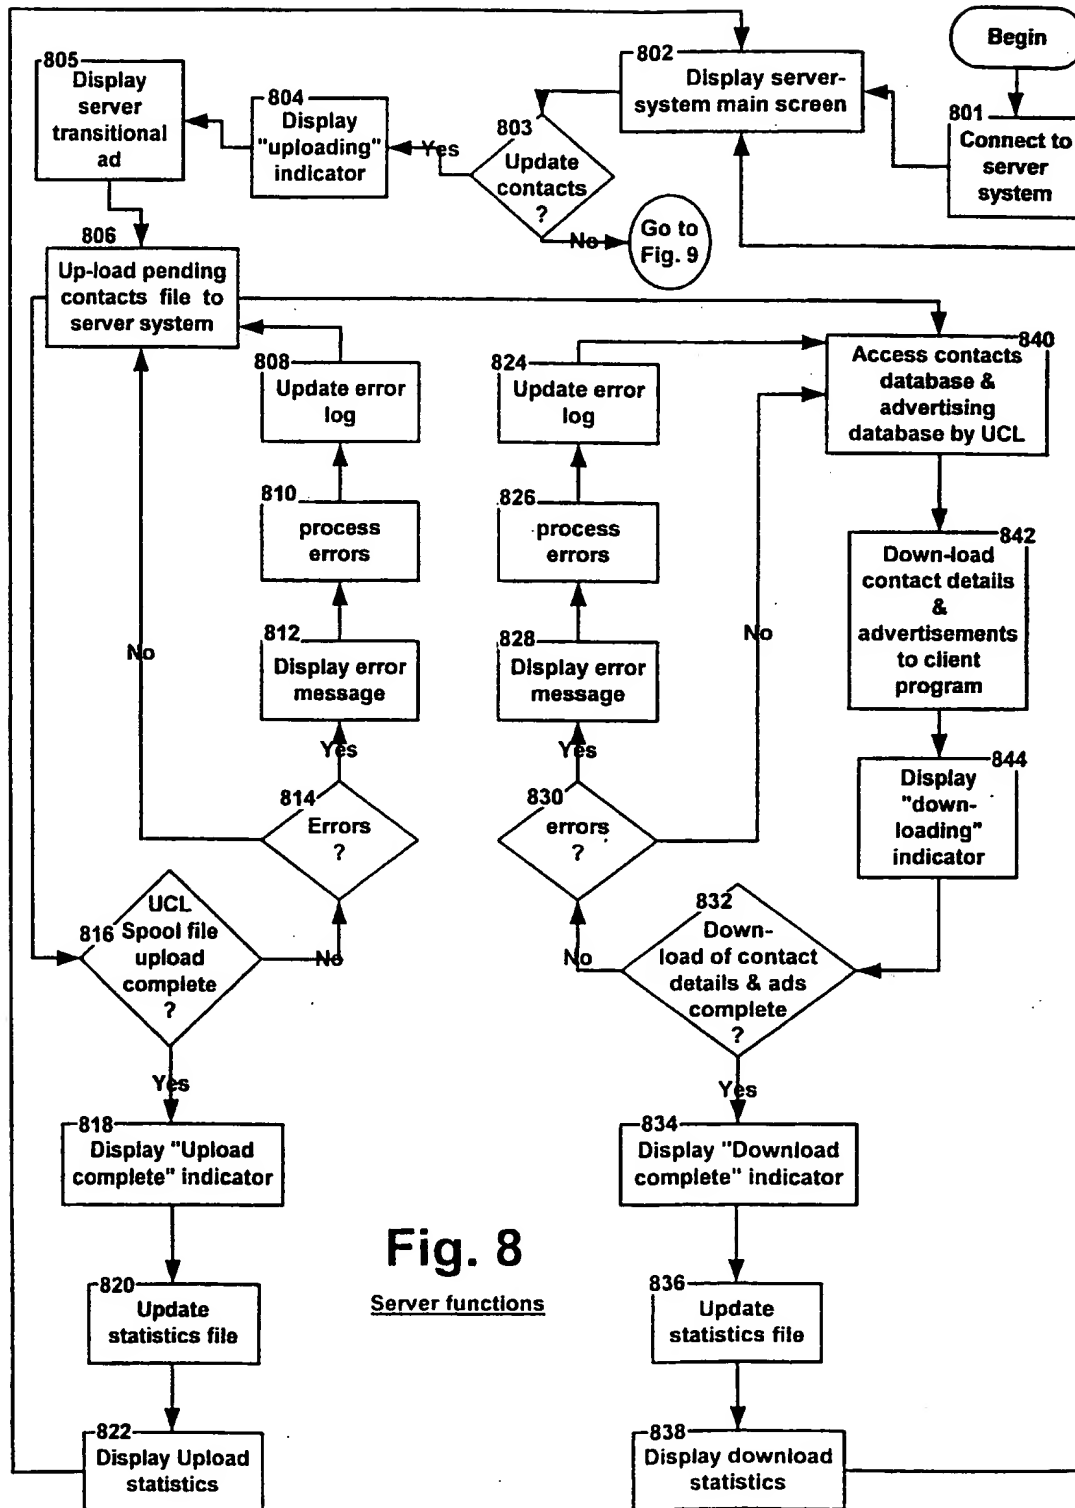 Begin
801
Connect to
server
system
802
Display server-
system main screen
803
Update
contacts
?
Yes
No
Go to
Fig. 9
804
Display
"uploading"
indicator
805
Display
server
transitional
ad
806
Up-load pending
contacts file to
server system
808
Update error
log
810
process
errors
812
Display error
message
Yes
814
Errors
?
No
816
UCL
Spool file
upload
complete
?
No
Yes
818
Display "Upload
complete" indicator
820
Update
statistics file
822
Display Upload
statistics
824
Update error
log
826
process
errors
828
Display error
message
Yes
830
errors
?
No
840
Access contacts
database &
advertising
database by UCL
842
Down-load
contact details
&
advertisements
to client
program
844
Display
"down-
loading"
indicator
832
Down-
load of contact
details & ads
complete
?
No
Yes
834
Display "Download
complete" indicator
836
Update
statistics file
838
Display download
statistics
Fig. 8
Server functions